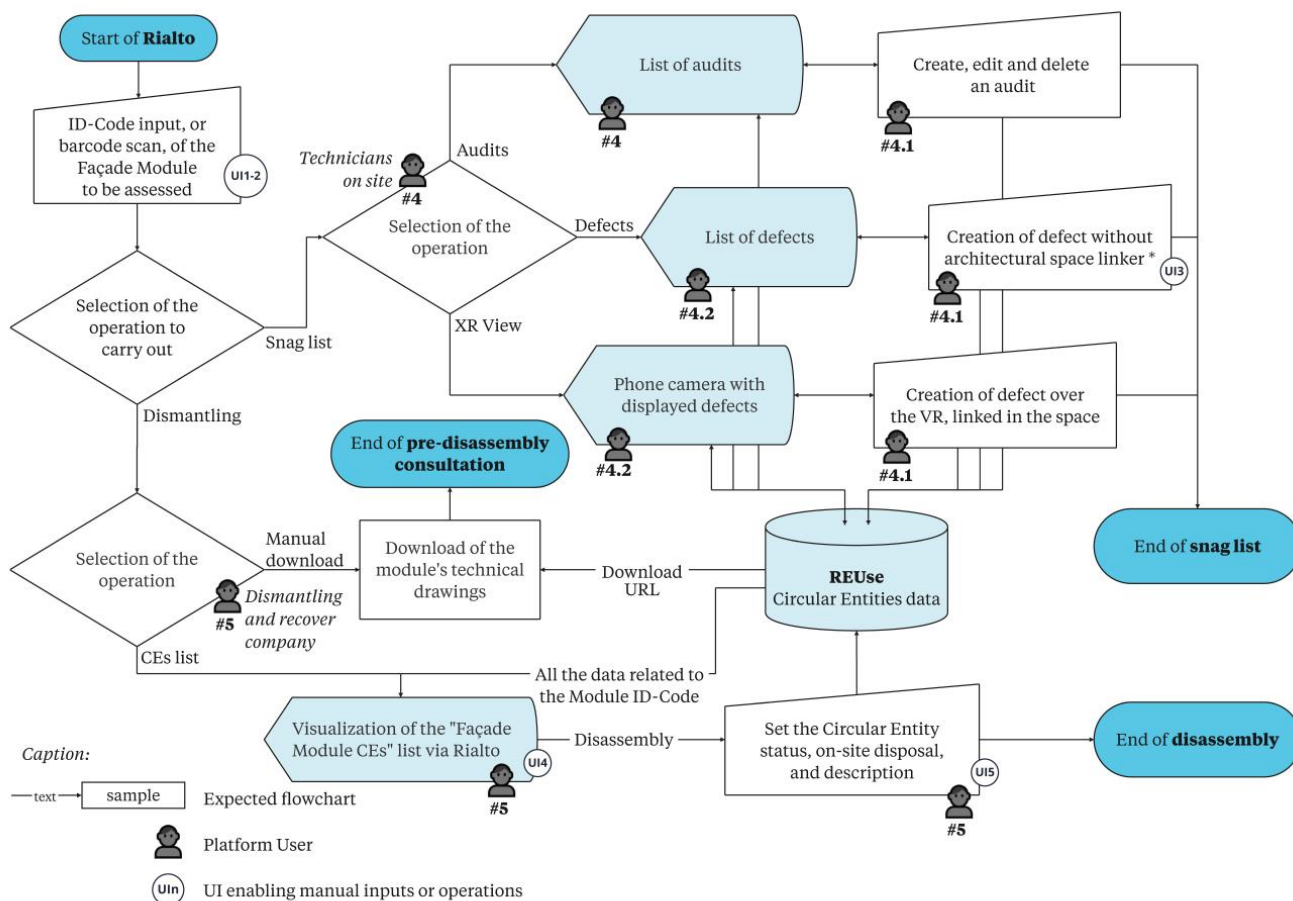 Start of Rialto
ID-Code input, or
barcode scan, of the
Façade Module
to be assessed
UI1-2
Selection of the
operation to
carry out
Snag list
Dismantling
Technicians
on site
#4
Selection of the
operation
Audits
Defects
XR View
List of audits
#4
Create, edit and delete
an audit
#4.1
List of defects
#4.2
Creation of defect without
architectural space linker *
UI3
#4.1
Phone camera with
displayed defects
#4.2
Creation of defect over
the VR, linked in the space
#4.1
End of snag list
End of pre-disassembly
consultation
Selection of the
operation
Manual
download
#5
Dismantling
and recover
company
CEs list
Download of the
module's technical
drawings
Download
URL
REUse
Circular Entities data
All the data related to
the Module ID-Code
Visualization of the "Façade
Module CEs" list via Rialto
UI4
#5
Disassembly
Set the Circular Entity
status, on-site disposal,
and description
UI5
#5
End of disassembly
Caption:
text
sample
Expected flowchart
Platform User
UIn
UI enabling manual inputs or operations